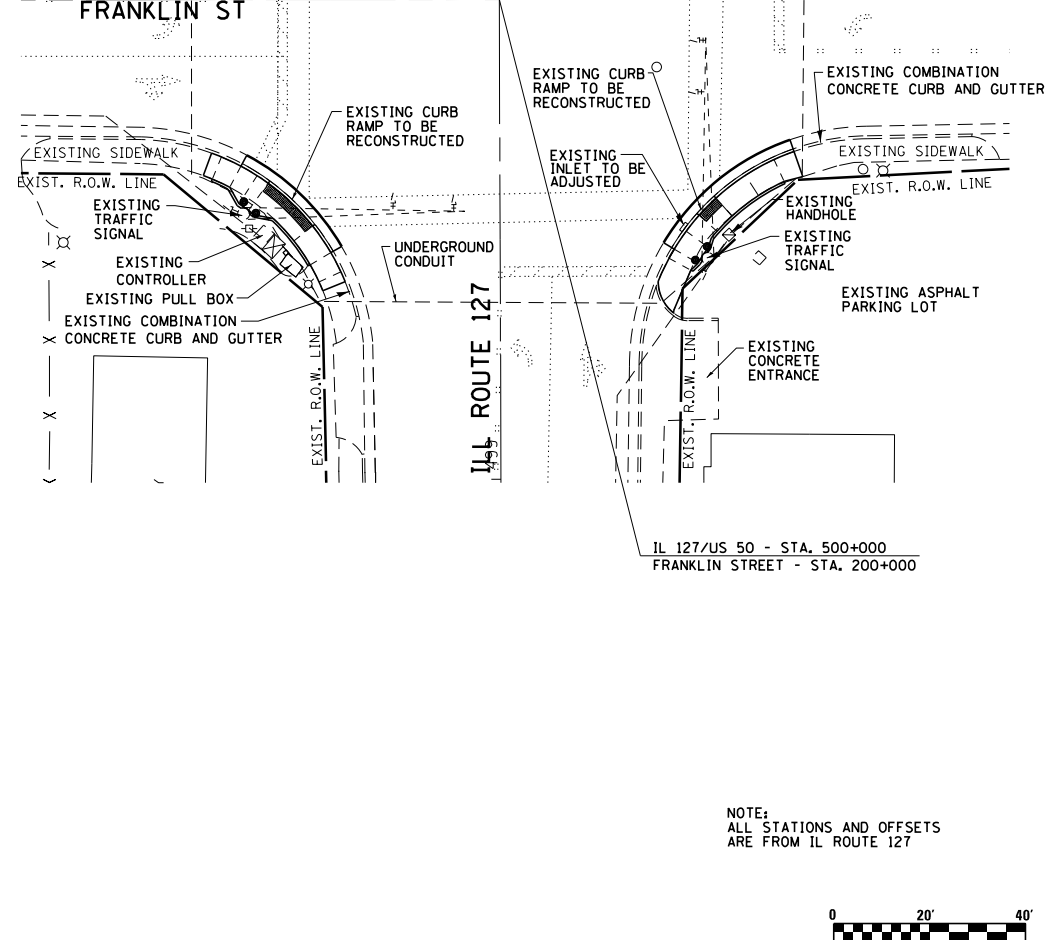 FRANKLIN ST
EXISTING CURB
RAMP TO BE
RECONSTRUCTED
EXISTING CURB
RAMP TO BE
RECONSTRUCTED
EXISTING COMBINATION
CONCRETE CURB AND GUTTER
EXISTING SIDEWALK
EXISTING
INLET TO BE
ADJUSTED
EXISTING SIDEWALK
EXIST. R.O.W. LINE
EXIST. R.O.W. LINE
EXISTING
TRAFFIC
SIGNAL
EXISTING
HANDHOLE
EXISTING
TRAFFIC
SIGNAL
UNDERGROUND
CONDUIT
EXISTING
CONTROLLER
EXISTING PULL BOX
EXISTING ASPHALT
PARKING LOT
EXISTING COMBINATION
CONCRETE CURB AND GUTTER
EXISTING
CONCRETE
ENTRANCE
EXIST. R.O.W. LINE
ILL ROUTE 127
499
EXIST. R.O.W. LINE
IL 127/US 50 - STA. 500+000
FRANKLIN STREET - STA. 200+000
NOTE:
ALL STATIONS AND OFFSETS
ARE FROM IL ROUTE 127
0 20' 40'